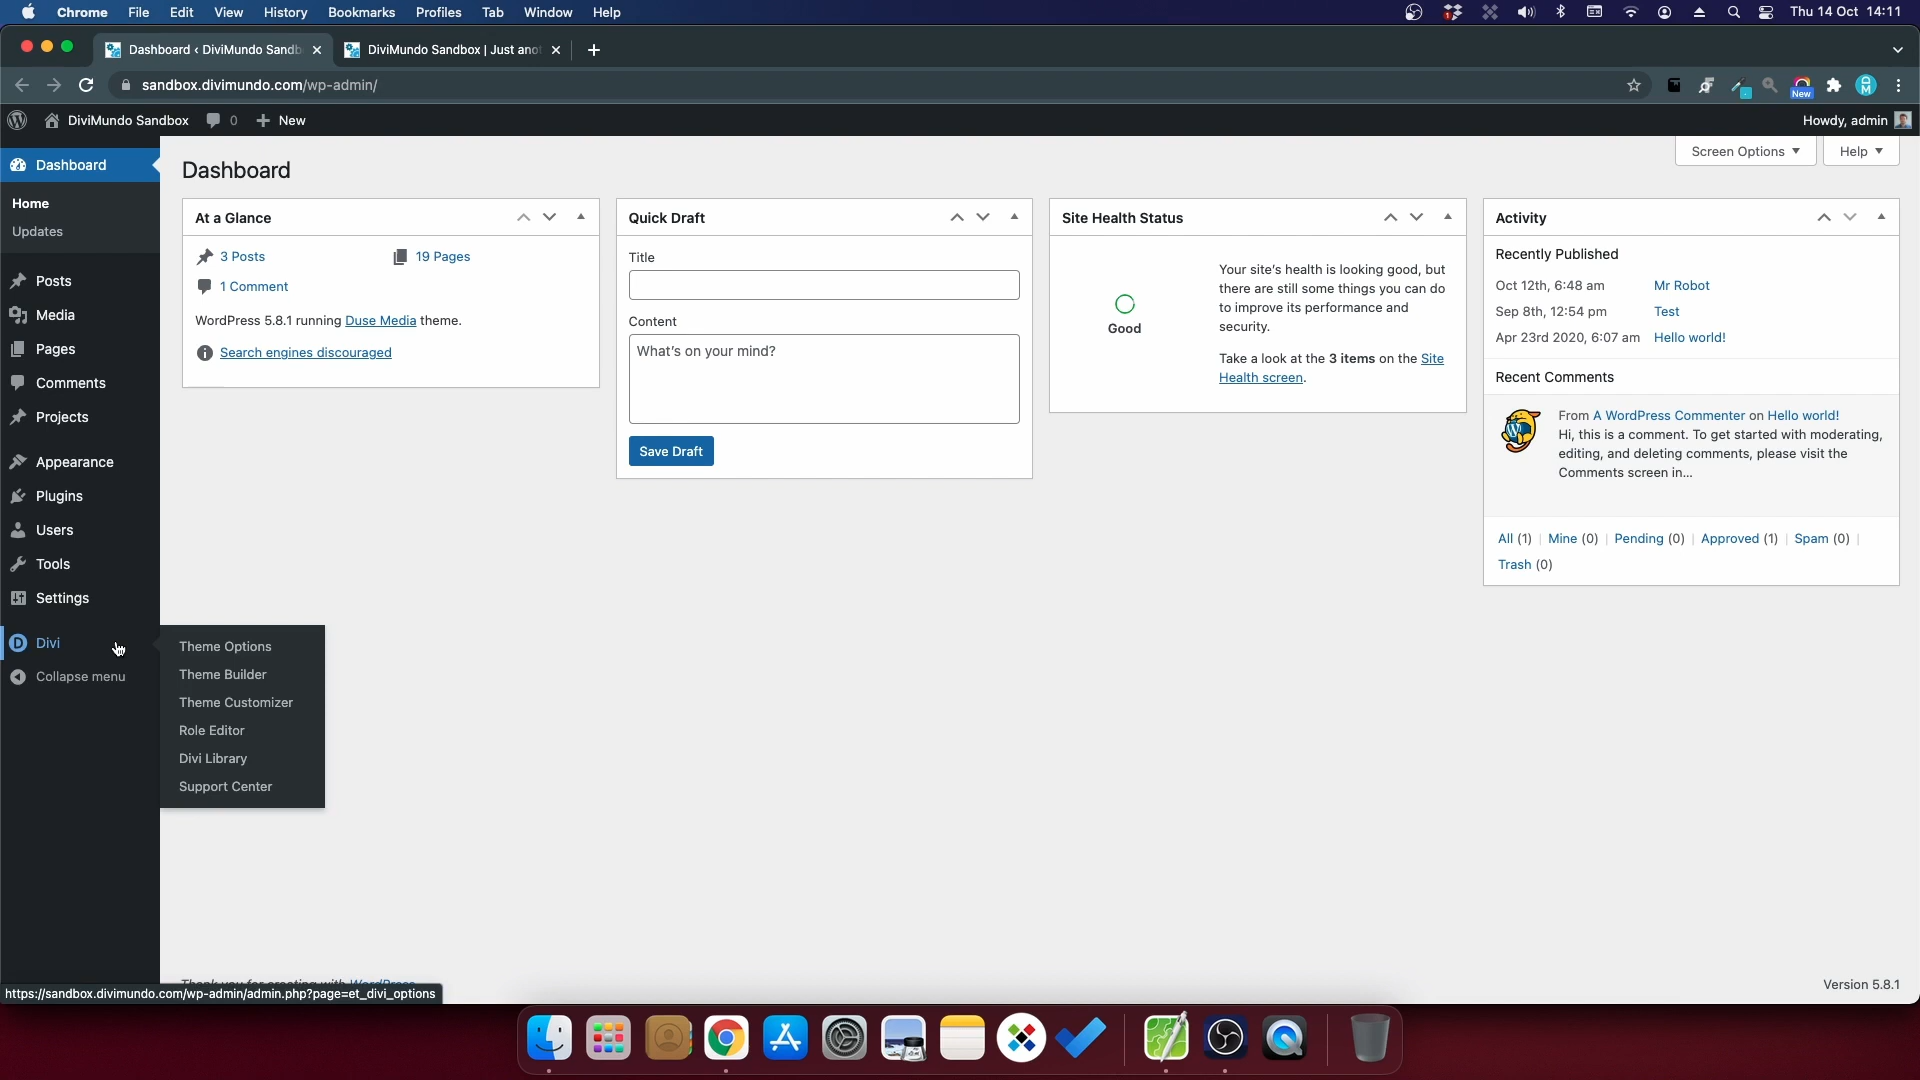 Chrome File Edit View History Bookmarks Profiles Tab Window Help
1
Thu 14 Oct 14:11
Dashboard ‹ DiviMundo Sandb
DiviMundo Sandbox | Just ano
sandbox.divimundo.com/wp-admin/
New
DiviMundo Sandbox 0 New
Howdy, admin
Dashboard
Home
Updates
Posts
Media
Pages
Comments
Projects
Appearance
Plugins
Users
Tools
Settings
Divi
Collapse menu
Theme Options
Theme Builder
Theme Customizer
Role Editor
Divi Library
Support Center
Dashboard
Screen Options
Help
At a Glance
3 Posts
19 Pages
1 Comment
WordPress 5.8.1 running Duse Media theme.
Search engines discouraged
Quick Draft
Title
Content
What's on your mind?
Save Draft
Site Health Status
Good
Your site's health is looking good, but
there are still some things you can do
to improve its performance and
security.
Take a look at the 3 items on the Site
Health screen.
Activity
Recently Published
Oct 12th, 6:48 am Mr Robot
Sep 8th, 12:54 pm Test
Apr 23rd 2020, 6:07 am Hello world!
Recent Comments
From A WordPress Commenter on Hello world!
Hi, this is a comment. To get started with moderating,
editing, and deleting comments, please visit the
Comments screen in...
All (1) | Mine (0) | Pending (0) | Approved (1) | Spam (0) |
Trash (0)
Thank you for creating with WordPress.
Version 5.8.1
https://sandbox.divimundo.com/wp-admin/admin.php?page=et_divi_options